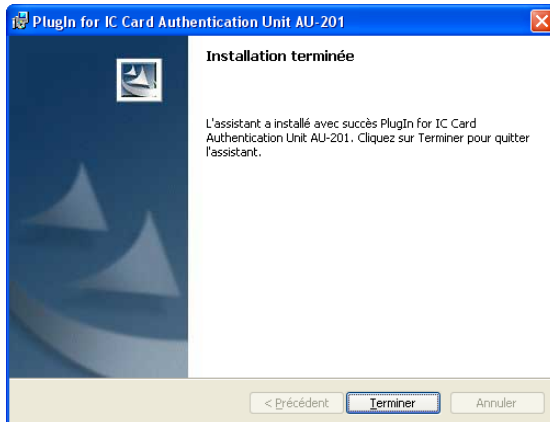 PlugIn for IC Card Authentication Unit AU-201
Installation terminée
L'assistant a installé avec succès PlugIn for IC Card
Authentication Unit AU-201. Cliquez sur Terminer pour quitter
l'assistant.
< Précédent Terminer Annuler